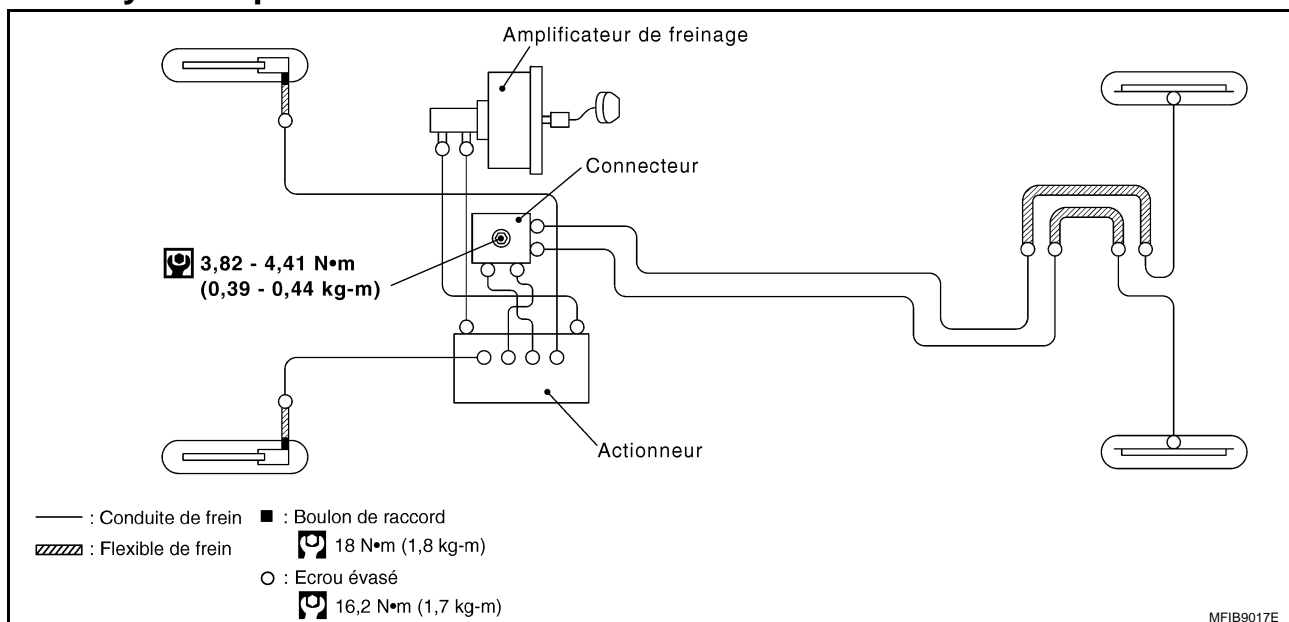 Amplificateur de freinage
Connecteur
3,82 - 4,41 N•m
(0,39 - 0,44 kg-m)
Actionneur
: Conduite de frein
: Flexible de frein
: Boulon de raccord
18 N•m (1,8 kg-m)
: Ecrou évasé
16,2 N•m (1,7 kg-m)
MFIB9017E